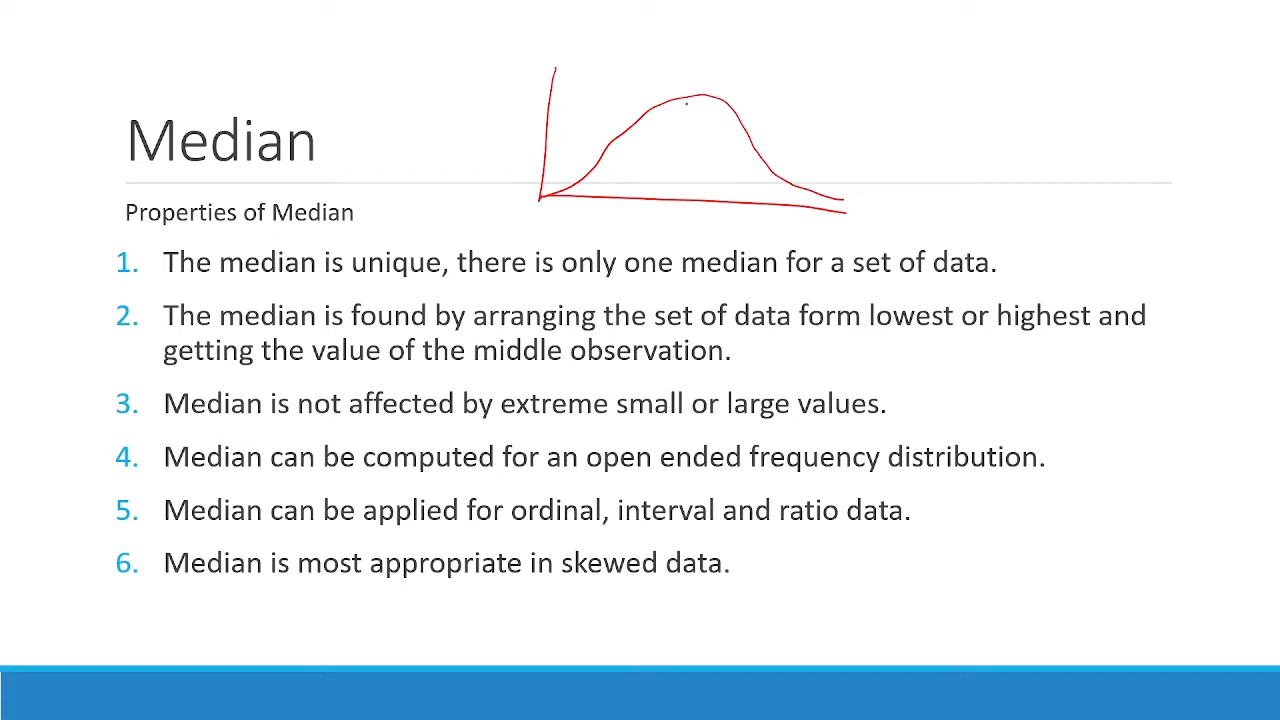 Median
Properties of Median
1. The median is unique, there is only one median for a set of data.
2. The median is found by arranging the set of data form lowest or highest and
getting the value of the middle observation.
3. Median is not affected by extreme small or large values.
4. Median can be computed for an open ended frequency distribution.
5. Median can be applied for ordinal, interval and ratio data.
6. Median is most appropriate in skewed data.